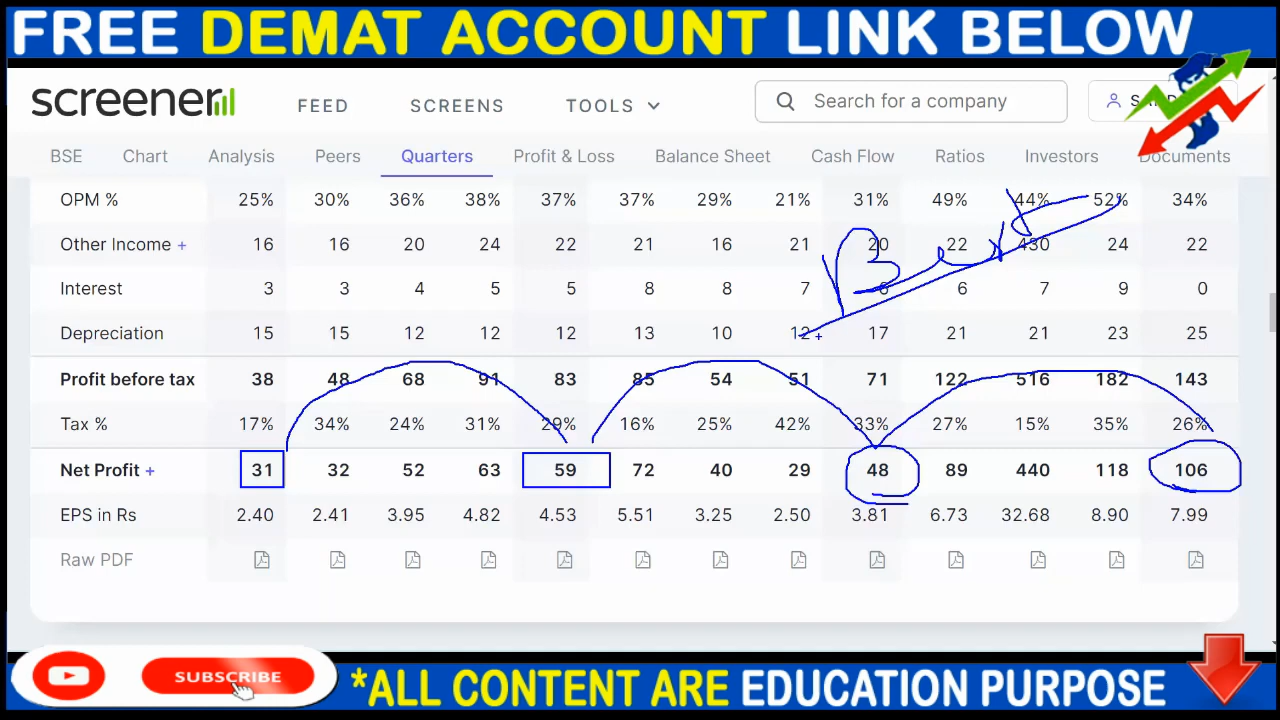 FREE DEMAT ACCOUNT LINK BELOW
screener FEED SCREENS TOOLS Search for a company
BSE Chart Analysis Peers Quarters Profit & Loss Balance Sheet Cash Flow Ratios Investors Documents
OPM % 25% 30% 36% 38% 37% 37% 29% 21% 31% 49% 44% 52% 34%
Other Income + 16 16 20 24 22 21 16 21 20 22 430 24 22
Interest 3 3 4 5 5 8 8 7 6 6 7 9 0
Depreciation 15 15 12 12 12 13 10 12 17 21 21 23 25
Profit before tax 38 48 68 91 83 85 54 51 71 122 516 182 143
Tax % 17% 34% 24% 31% 29% 16% 25% 42% 33% 27% 15% 35% 26%
Net Profit + 31 32 52 63 59 72 40 29 48 89 440 118 106
EPS in Rs 2.40 2.41 3.95 4.82 4.53 5.51 3.25 2.50 3.81 6.73 32.68 8.90 7.99
Raw PDF
SUBSCRIBE
*ALL CONTENT ARE EDUCATION PURPOSE